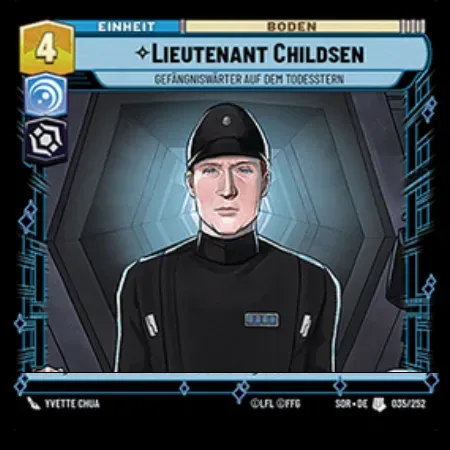 EINHEIT
BODEN
4
LIEUTENANT CHILDSEN
GEFÄNGNISWÄRTER AUF DEM TODESSTERN
YVETTE CHUA
©LFL ©FFG
SOR • DE
035/252